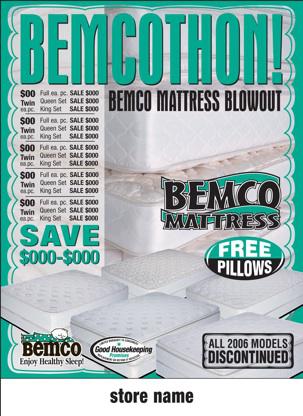 BEMCOTHON!
BEMCO MATTRESS BLOWOUT
$00 Full ea. pc. SALE $000
Twin Queen Set SALE $000
ea.pc. King Set SALE $000
$00 Full ea. pc. SALE $000
Twin Queen Set SALE $000
ea.pc. King Set SALE $000
$00 Full ea. pc. SALE $000
Twin Queen Set SALE $000
ea.pc. King Set SALE $000
$00 Full ea. pc. SALE $000
Twin Queen Set SALE $000
ea.pc. King Set SALE $000
$00 Full ea. pc. SALE $000
Twin Queen Set SALE $000
ea.pc. King Set SALE $000
SAVE
$000-$000
BEMCO
MATTRESS
FREE
PILLOWS
Bemco
Enjoy Healthy Sleep!
Good Housekeeping
Promises
ALL 2006 MODELS
DISCONTINUED
store name